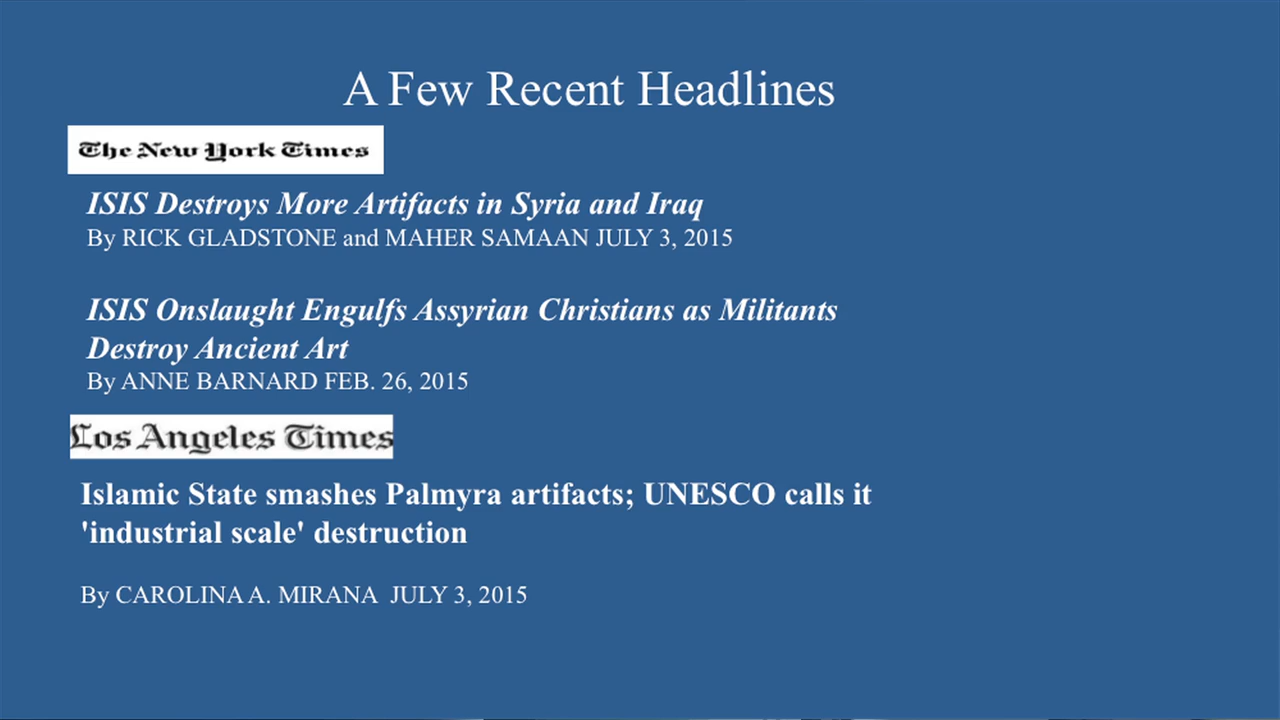 A Few Recent Headlines
The New York Times
ISIS Destroys More Artifacts in Syria and Iraq
By RICK GLADSTONE and MAHER SAMAAN JULY 3, 2015
ISIS Onslaught Engulfs Assyrian Christians as Militants
Destroy Ancient Art
By ANNE BARNARD FEB. 26, 2015
Los Angeles Times
Islamic State smashes Palmyra artifacts; UNESCO calls it
'industrial scale' destruction
By CAROLINA A. MIRANA JULY 3, 2015